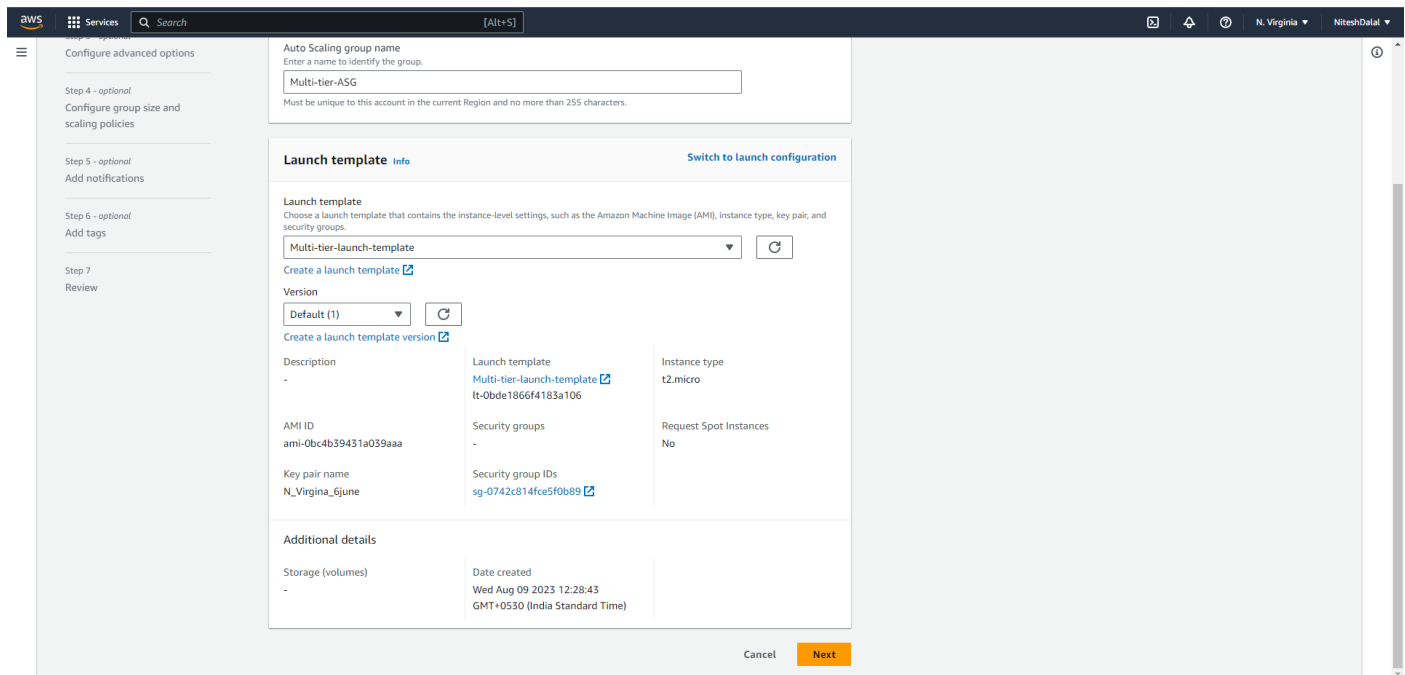 aws
Services
Search
[Alt+S]
N. Virginia
NiteshDalal
Configure advanced options
Step 4 - optional
Configure group size and
scaling policies
Step 5 - optional
Add notifications
Step 6 - optional
Add tags
Step 7
Review
Auto Scaling group name
Enter a name to identify the group.
Multi-tier-ASG
Must be unique to this account in the current Region and no more than 255 characters.
Launch template Info
Switch to launch configuration
Launch template
Choose a launch template that contains the instance-level settings, such as the Amazon Machine Image (AMI), instance type, key pair, and
security groups.
Multi-tier-launch-template
Create a launch template
Version
Default (1)
Create a launch template version
Description
-
Launch template
Multi-tier-launch-template
lt-0bde1866f4183a106
Instance type
t2.micro
AMI ID
ami-0bc4b39431a039aaa
Security groups
-
Request Spot Instances
No
Key pair name
N_Virgina_6june
Security group IDs
sg-0742c814fce5f0b89
Additional details
Storage (volumes)
-
Date created
Wed Aug 09 2023 12:28:43
GMT+0530 (India Standard Time)
Cancel
Next